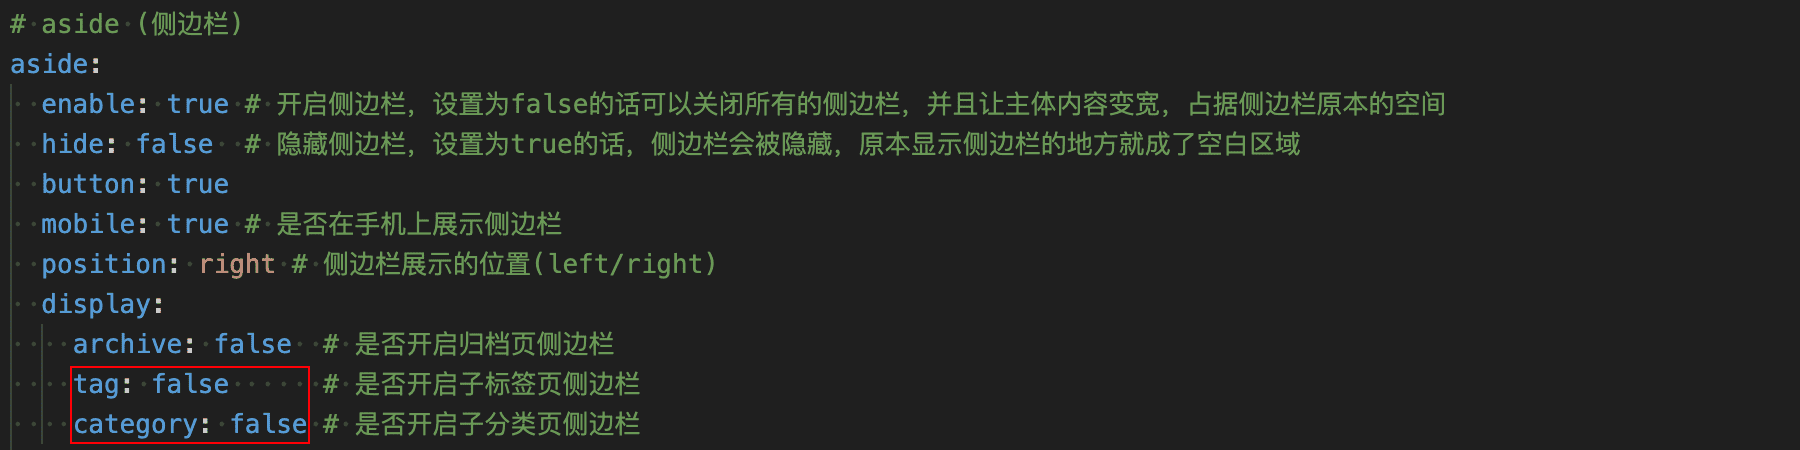 # aside (侧边栏)
aside:
  enable: true # 开启侧边栏，设置为false的话可以关闭所有的侧边栏，并且让主体内容变宽，占据侧边栏原本的空间
  hide: false  # 隐藏侧边栏，设置为true的话，侧边栏会被隐藏，原本显示侧边栏的地方就成了空白区域
  button: true
  mobile: true # 是否在手机上展示侧边栏
  position: right # 侧边栏展示的位置(left/right)
  display:
    archive: false  # 是否开启归档页侧边栏
    tag: false      # 是否开启子标签页侧边栏
    category: false # 是否开启子分类页侧边栏